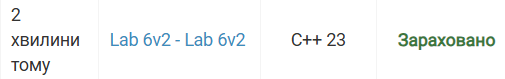 2
хвилини
тому
Lab 6v2 - Lab 6v2
C++ 23
Зараховано